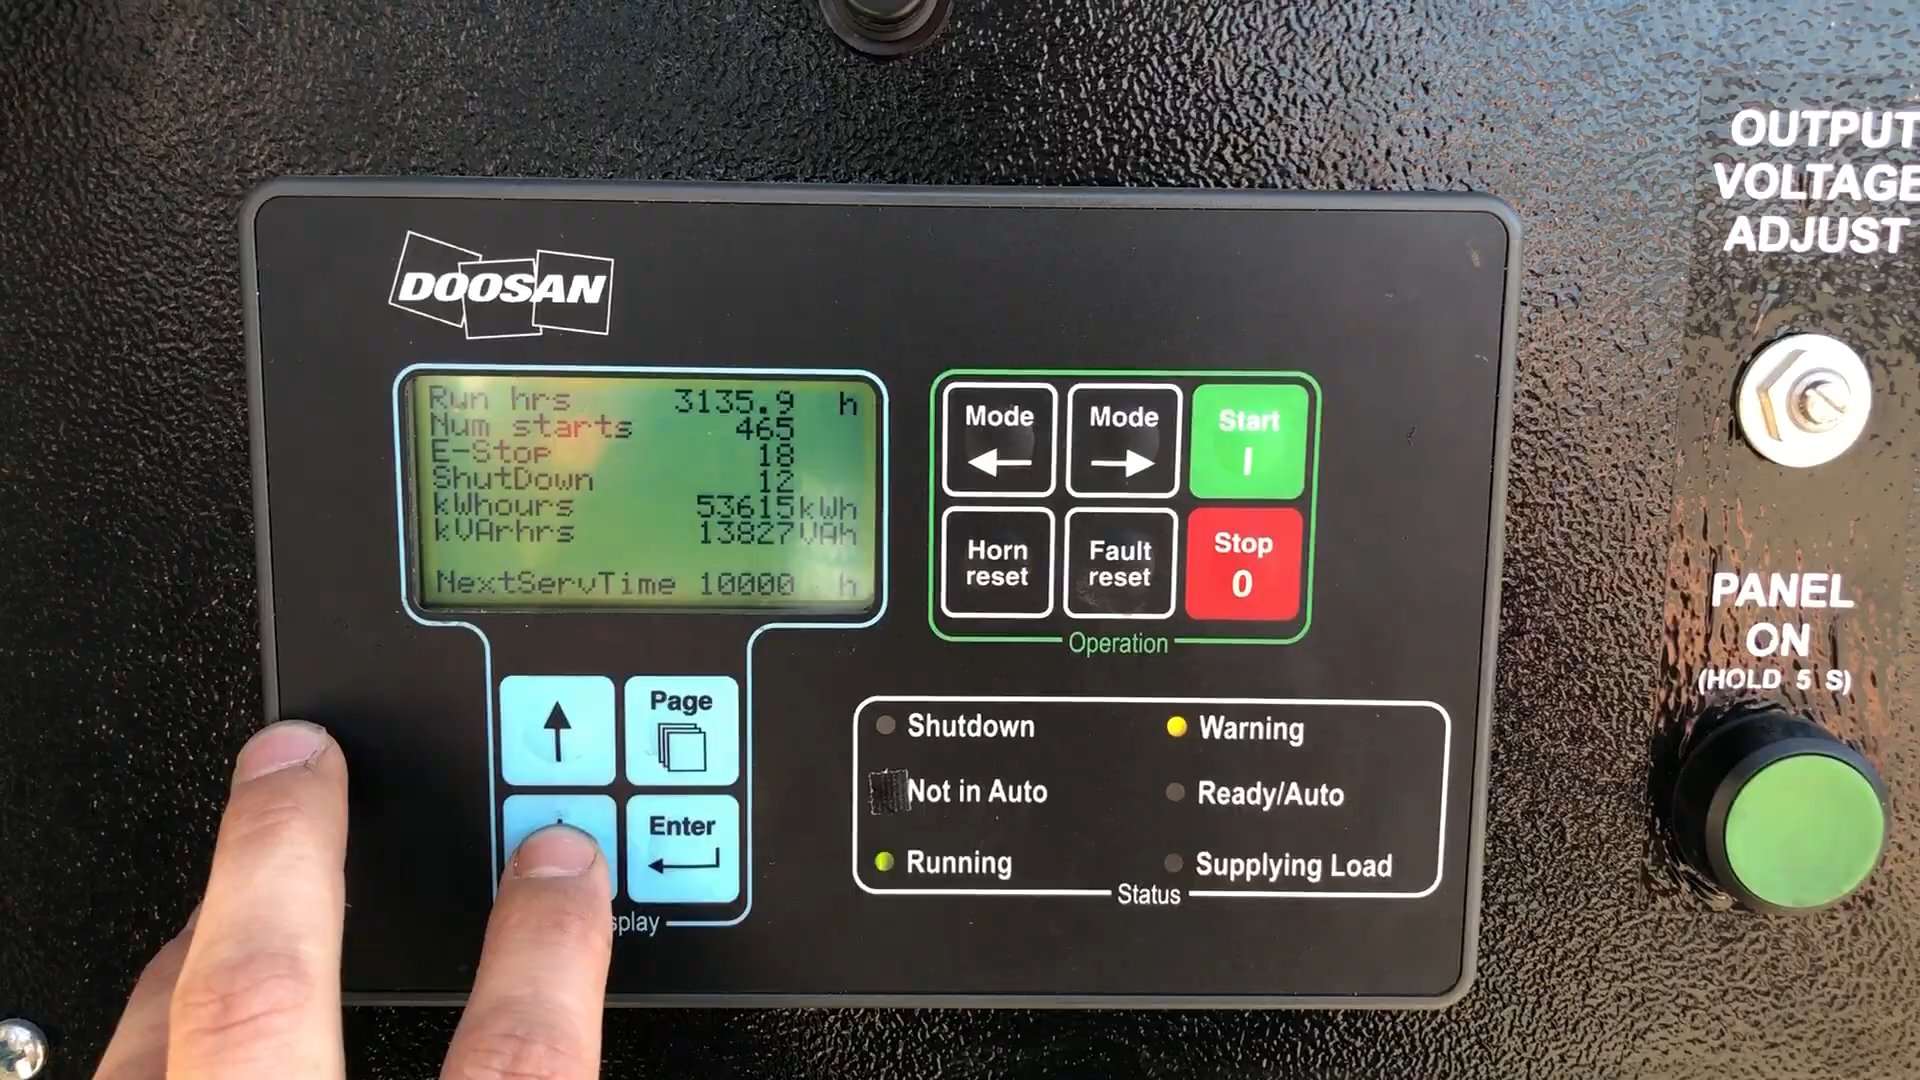 DOOSAN
Run hrs 3135.9 h
Num starts 465
E-Stop 18
ShutDown 12
kWhours 53615kWh
kVArhrs 13827VAh
NextServTime 10000 h
Mode
Mode
Start
I
Horn
reset
Fault
reset
Stop
0
Operation
Page
Enter
splay
Shutdown
Warning
Not in Auto
Ready/Auto
Running
Supplying Load
Status
OUTPUT
VOLTAGE
ADJUST
PANEL
ON
(HOLD 5 S)